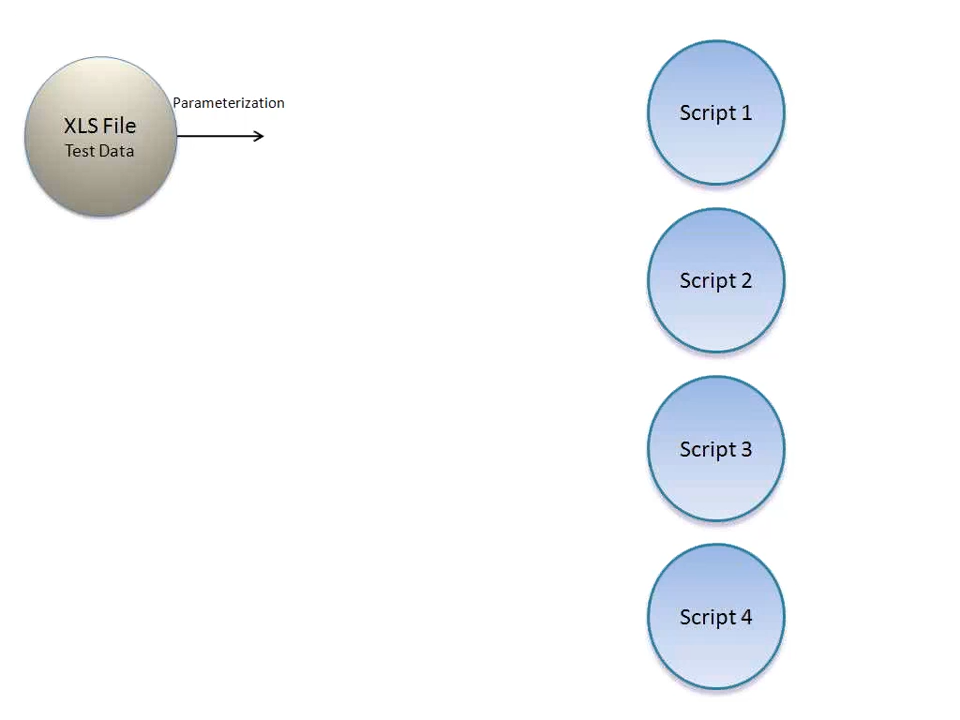 XLS File
Test Data
Parameterization
Script 1
Script 2
Script 3
Script 4